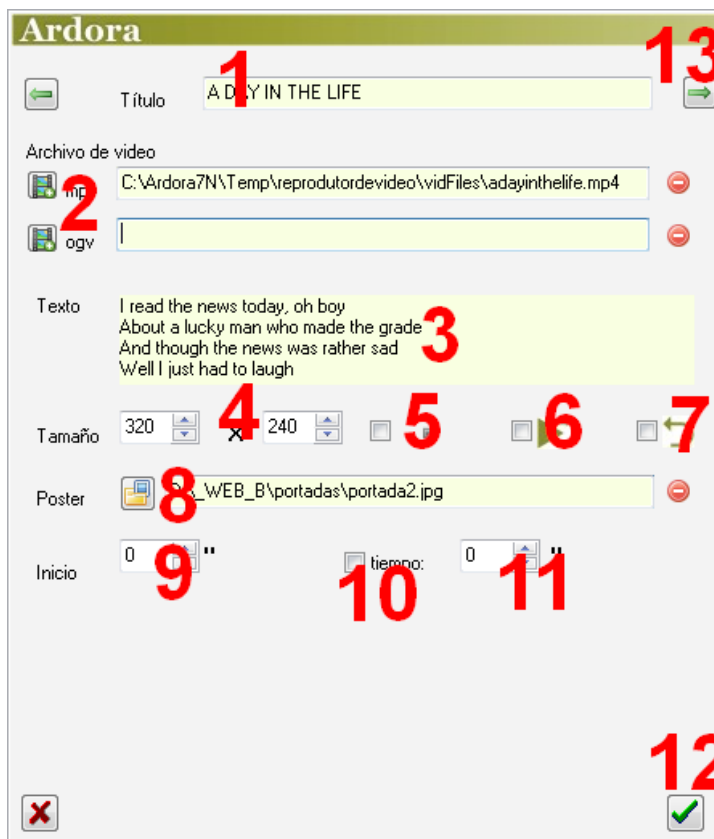 Ardora
13
1
Título A DAY IN THE LIFE
Archivo de video
2
mp C:\Ardora7N\Temp\reprodutordevideo\vidFiles\adayinthelife.mp4
ogv
Texto I read the news today, oh boy
About a lucky man who made the grade
And though the news was rather sad
Well I just had to laugh
3
Tamaño 320 x 240
4 5 6 7
Poster _WEB_B\portadas\portada2.jpg
8
Inicio 0 " tiempo: 0 "
9 10 11
12